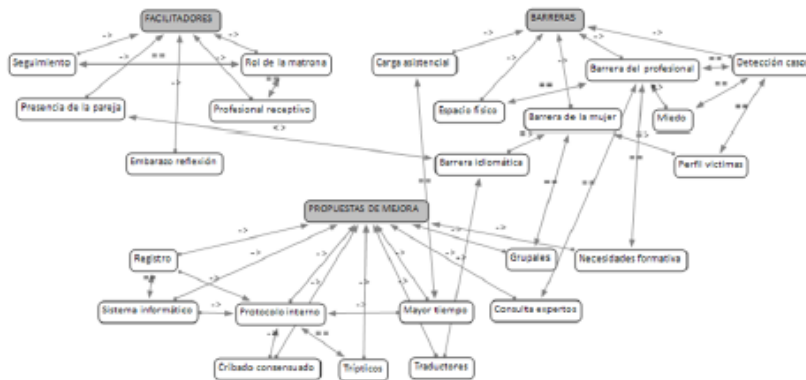 FACILITADORES
BARRERAS
Seguimiento
Rol de la matrona
Carga asistencial
Barrera del profesional
Detección casos
Presencia de la pareja
Profesional receptivo
Espacio físico
Barrera de la mujer
Miedo
Embarazo reflexión
Barrera idiomática
Perfil victimas
PROPUESTAS DE MEJORA
Registro
Grupales
Necesidades formativa
Sistema informático
Protocolo interno
Mayor tiempo
Consulta expertos
Cribado consensuado
Trípticos
Traductores